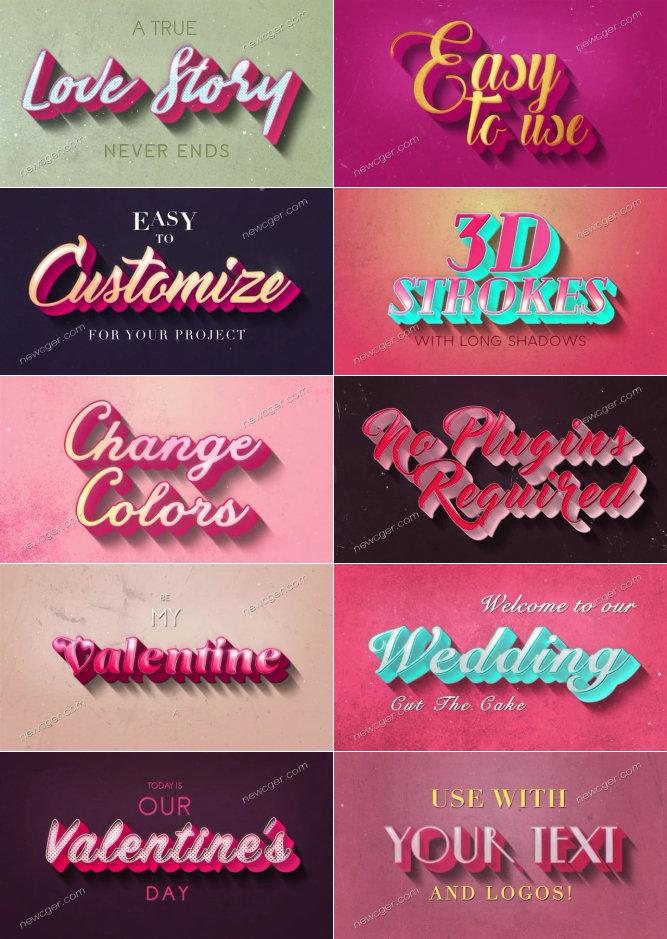 A TRUE
Love Story
NEVER ENDS
Easy
to use
EASY
TO
Customize
FOR YOUR PROJECT
3D
STROKES
WITH LONG SHADOWS
Change
Colors
No Plugins
Required
BE
MY
Valentine
Welcome to our
Wedding
Cut The Cake
TODAY IS
OUR
Valentine's
DAY
USE WITH
YOUR TEXT
AND LOGOS!
newcger.com